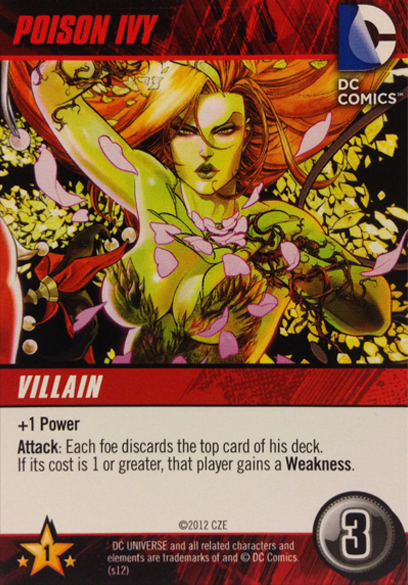 POISON IVY
DC
DC
COMICS™
VILLAIN
+1 Power
Attack: Each foe discards the top card of his deck.
If its cost is 1 or greater, that player gains a Weakness.
©2012 CZE
1
DC UNIVERSE and all related characters and
elements are trademarks of and © DC Comics.
(s12)
3